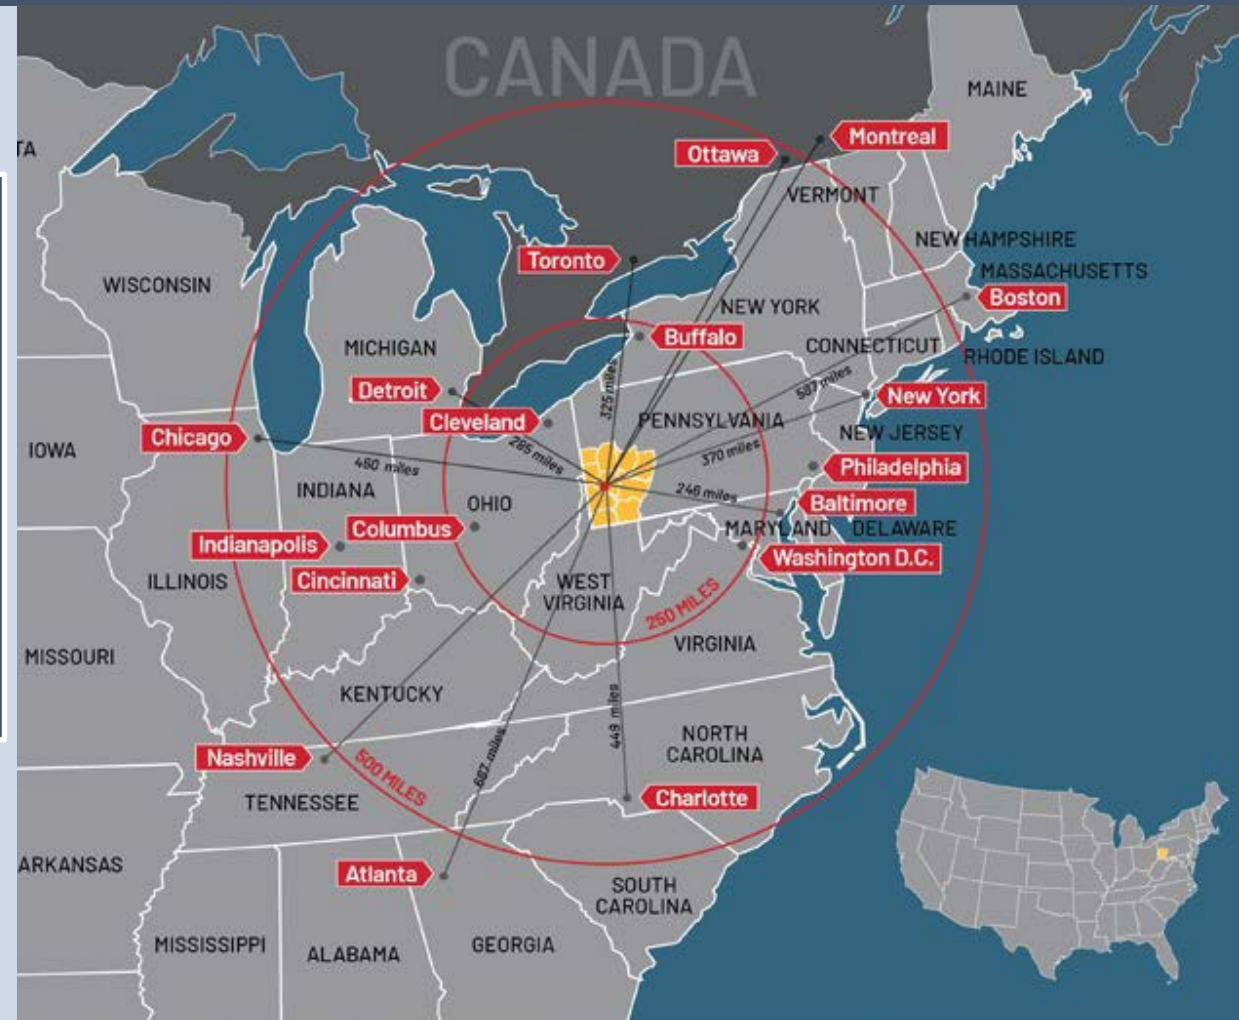 CANADA
MAINE
TA
Montreal
Ottawa
VERMONT
NEW HAMPSHIRE
Toronto
MASSACHUSETTS
WISCONSIN
Boston
NEW YORK
Buffalo
MICHIGAN
CONNECTICUT
RHODE ISLAND
587 miles
325 miles
Detroit
New York
Cleveland
PENNSYLVANIA
NEW JERSEY
Chicago
IOWA
285 miles
370 miles
460 miles
Philadelphia
INDIANA
246 miles
OHIO
Baltimore
Columbus
MARYLAND
DELAWARE
Indianapolis
Washington D.C.
Cincinnati
ILLINOIS
WEST
VIRGINIA
250 MILES
VIRGINIA
MISSOURI
KENTUCKY
449 miles
NORTH
CAROLINA
Nashville
687 miles
500 MILES
Charlotte
TENNESSEE
ARKANSAS
Atlanta
SOUTH
CAROLINA
MISSISSIPPI
ALABAMA
GEORGIA